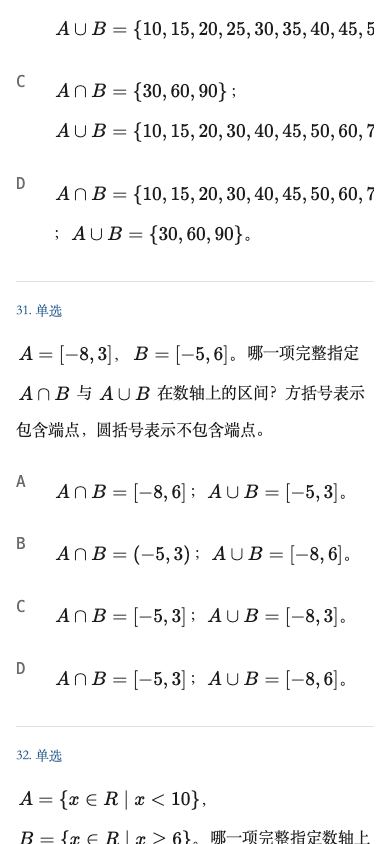 A ∪ B = {10, 15, 20, 25, 30, 35, 40, 45, 5
C
A ∩ B = {30, 60, 90}；
A ∪ B = {10, 15, 20, 30, 40, 45, 50, 60, 7
D
A ∩ B = {10, 15, 20, 30, 40, 45, 50, 60, 7
；A ∪ B = {30, 60, 90}。
31. 单选
A = [−8, 3]，B = [−5, 6]。哪一项完整指定
A ∩ B 与 A ∪ B 在数轴上的区间？方括号表示
包含端点，圆括号表示不包含端点。
A
A ∩ B = [−8, 6]；A ∪ B = [−5, 3]。
B
A ∩ B = (−5, 3)；A ∪ B = [−8, 6]。
C
A ∩ B = [−5, 3]；A ∪ B = [−8, 3]。
D
A ∩ B = [−5, 3]；A ∪ B = [−8, 6]。
32. 单选
A = {x ∈ R | x < 10}，
B = {x ∈ R | x ≥ 6}。哪一项完整指定数轴上